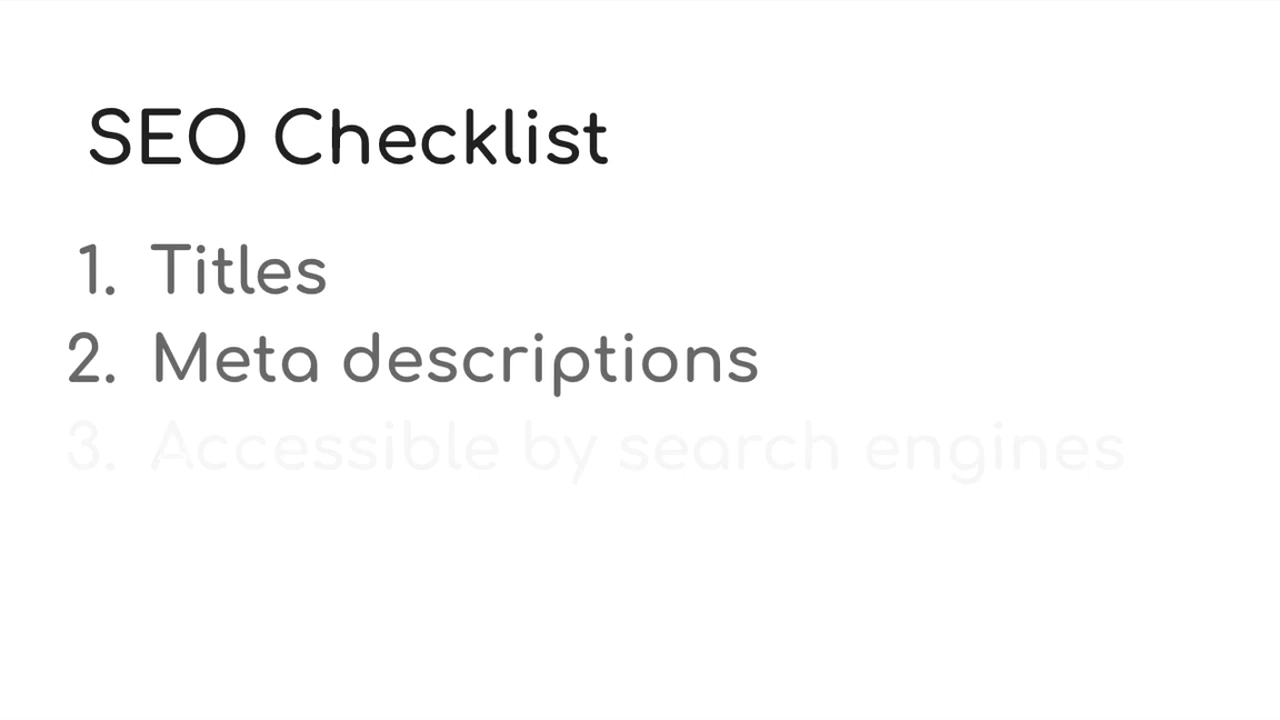 SEO Checklist
1. Titles
2. Meta descriptions
3. Accessible by search engines